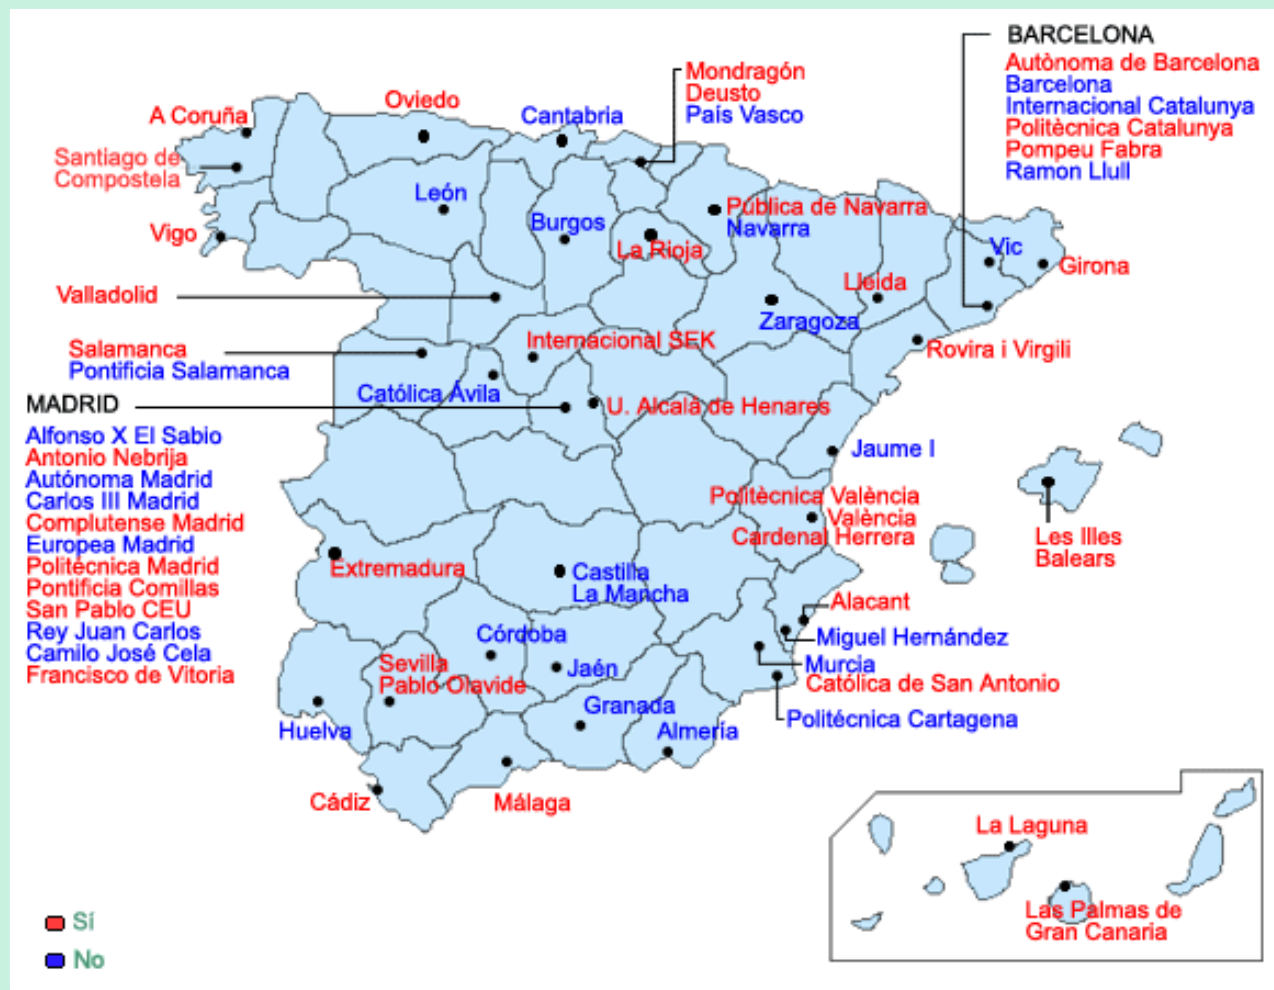 BARCELONA
Autònoma de Barcelona
Barcelona
Internacional Catalunya
Politècnica Catalunya
Pompeu Fabra
Ramon Llull
Mondragón
Deusto
País Vasco
Oviedo
Cantabria
A Coruña
Santiago de
Compostela
León
Burgos
Pública de Navarra
Navarra
Vigo
La Rioja
Vic
Girona
Valladolid
Lleida
Zaragoza
Internacional SEK
Rovira i Virgili
Salamanca
Pontificia Salamanca
Católica Ávila
MADRID
U. Alcalá de Henares
Alfonso X El Sabio
Antonio Nebrija
Autónoma Madrid
Carlos III Madrid
Complutense Madrid
Europea Madrid
Politécnica Madrid
Pontificia Comillas
San Pablo CEU
Rey Juan Carlos
Camilo José Cela
Francisco de Vitoria
Jaume I
Politècnica València
València
Cardenal Herrera
Les Illes
Balears
Extremadura
Castilla
La Mancha
Alacant
Miguel Hernández
Murcia
Católica de San Antonio
Politécnica Cartagena
Córdoba
Jaén
Sevilla
Pablo Olavide
Granada
Almería
Huelva
Cádiz
Málaga
La Laguna
Las Palmas de
Gran Canaria
Sí
No